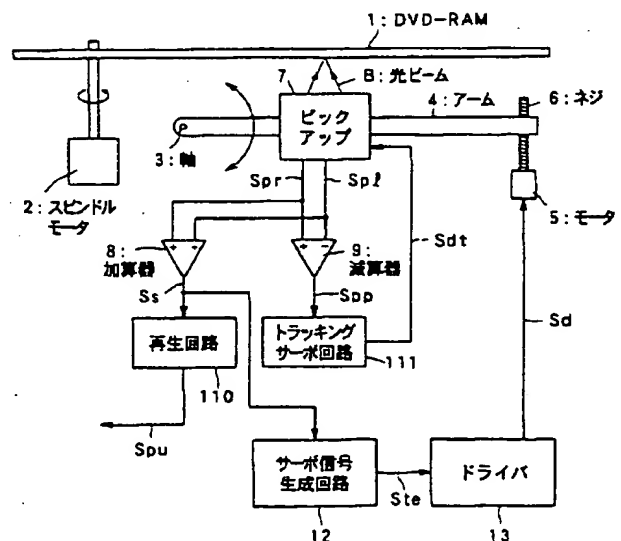 1：DVD-RAM
7
B：光ビーム
6：ネジ
4：アーム
ピック
アップ
3：軸
2：スピンドル
モータ
Spr
Spℓ
5：モータ
8：
加算器
+ -
+ -
9：減算器
Sdt
Ss
Spp
Sd
再生回路
トラッキング
サーボ回路
110
111
Spu
サーボ信号
生成回路
Ste
ドライバ
12
13